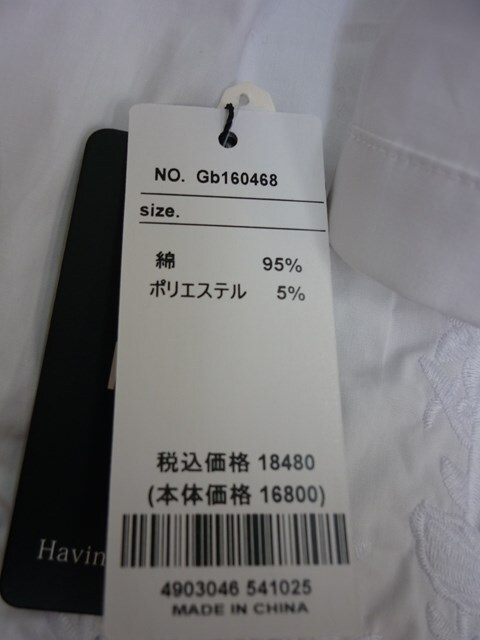 NO. Gb160468
size.
綿 95%
ポリエステル 5%
税込価格 18480
(本体価格 16800)
4903046 541025
MADE IN CHINA
Havin